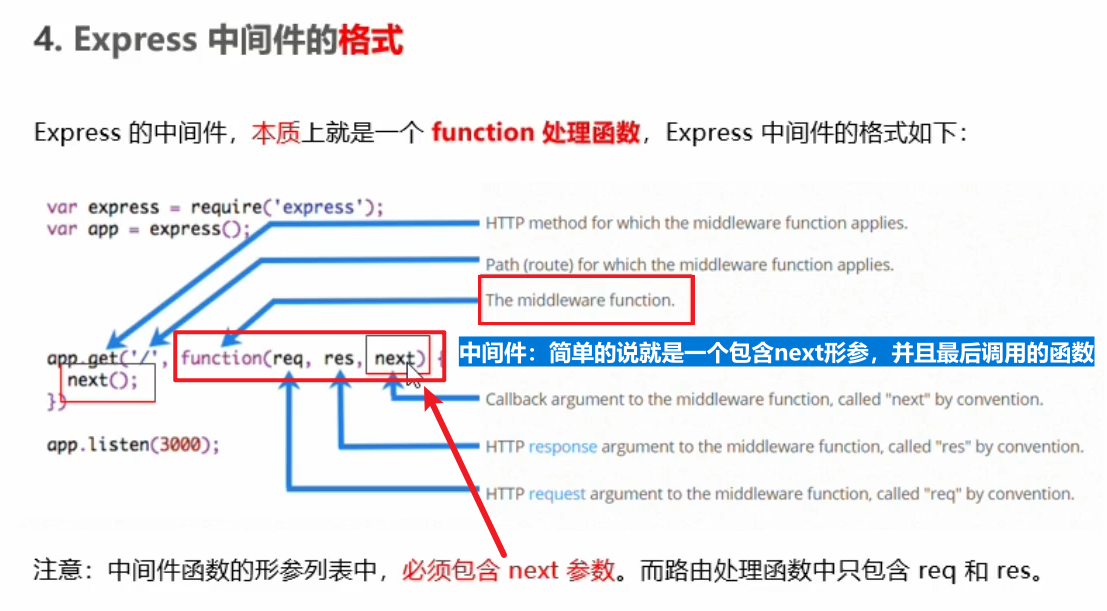 4. Express 中间件的格式
Express 的中间件，本质上就是一个 function 处理函数，Express 中间件的格式如下：
var express = require('express');
var app = express();
HTTP method for which the middleware function applies.
Path (route) for which the middleware function applies.
The middleware function.
app.get('/', function(req, res, next) {
中间件：简单的说就是一个包含next形参，并且最后调用的函数
next();
})
Callback argument to the middleware function, called "next" by convention.
app.listen(3000);
HTTP response argument to the middleware function, called "res" by convention.
HTTP request argument to the middleware function, called "req" by convention.
注意：中间件函数的形参列表中，必须包含 next 参数。而路由处理函数中只包含 req 和 res。